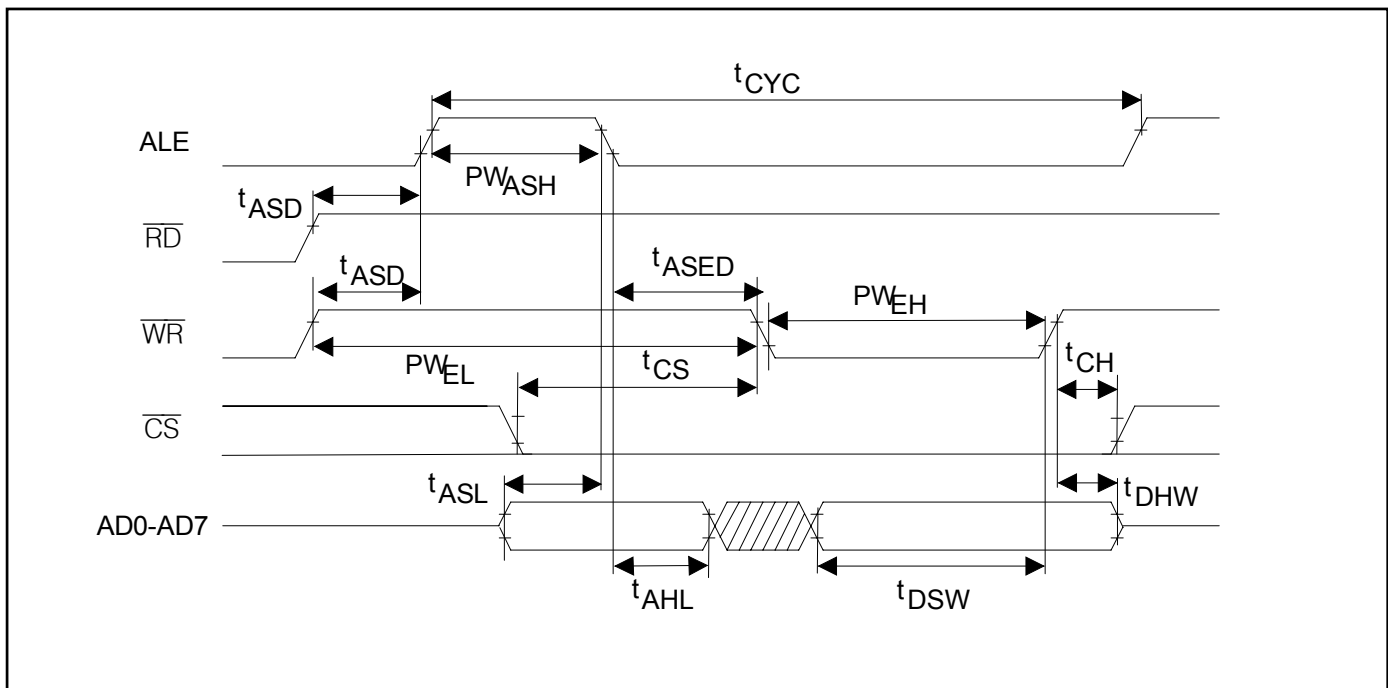 tCYC
ALE
PWASH
tASD
RD
tASD
tASED
PWEH
WR
PWEL
tCS
tCH
CS
tASL
tDHW
AD0-AD7
tAHL
tDSW